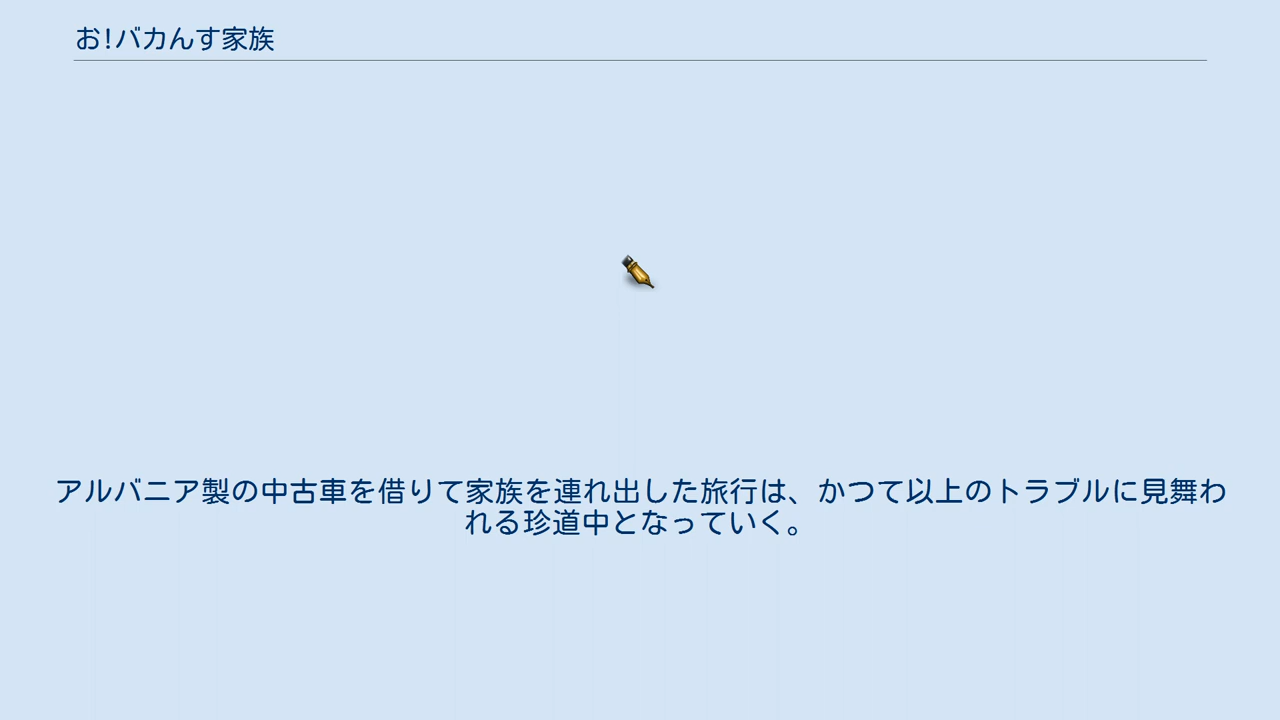 お!バカんす家族
アルバニア製の中古車を借りて家族を連れ出した旅行は、かつて以上のトラブルに見舞わ
れる珍道中となっていく。